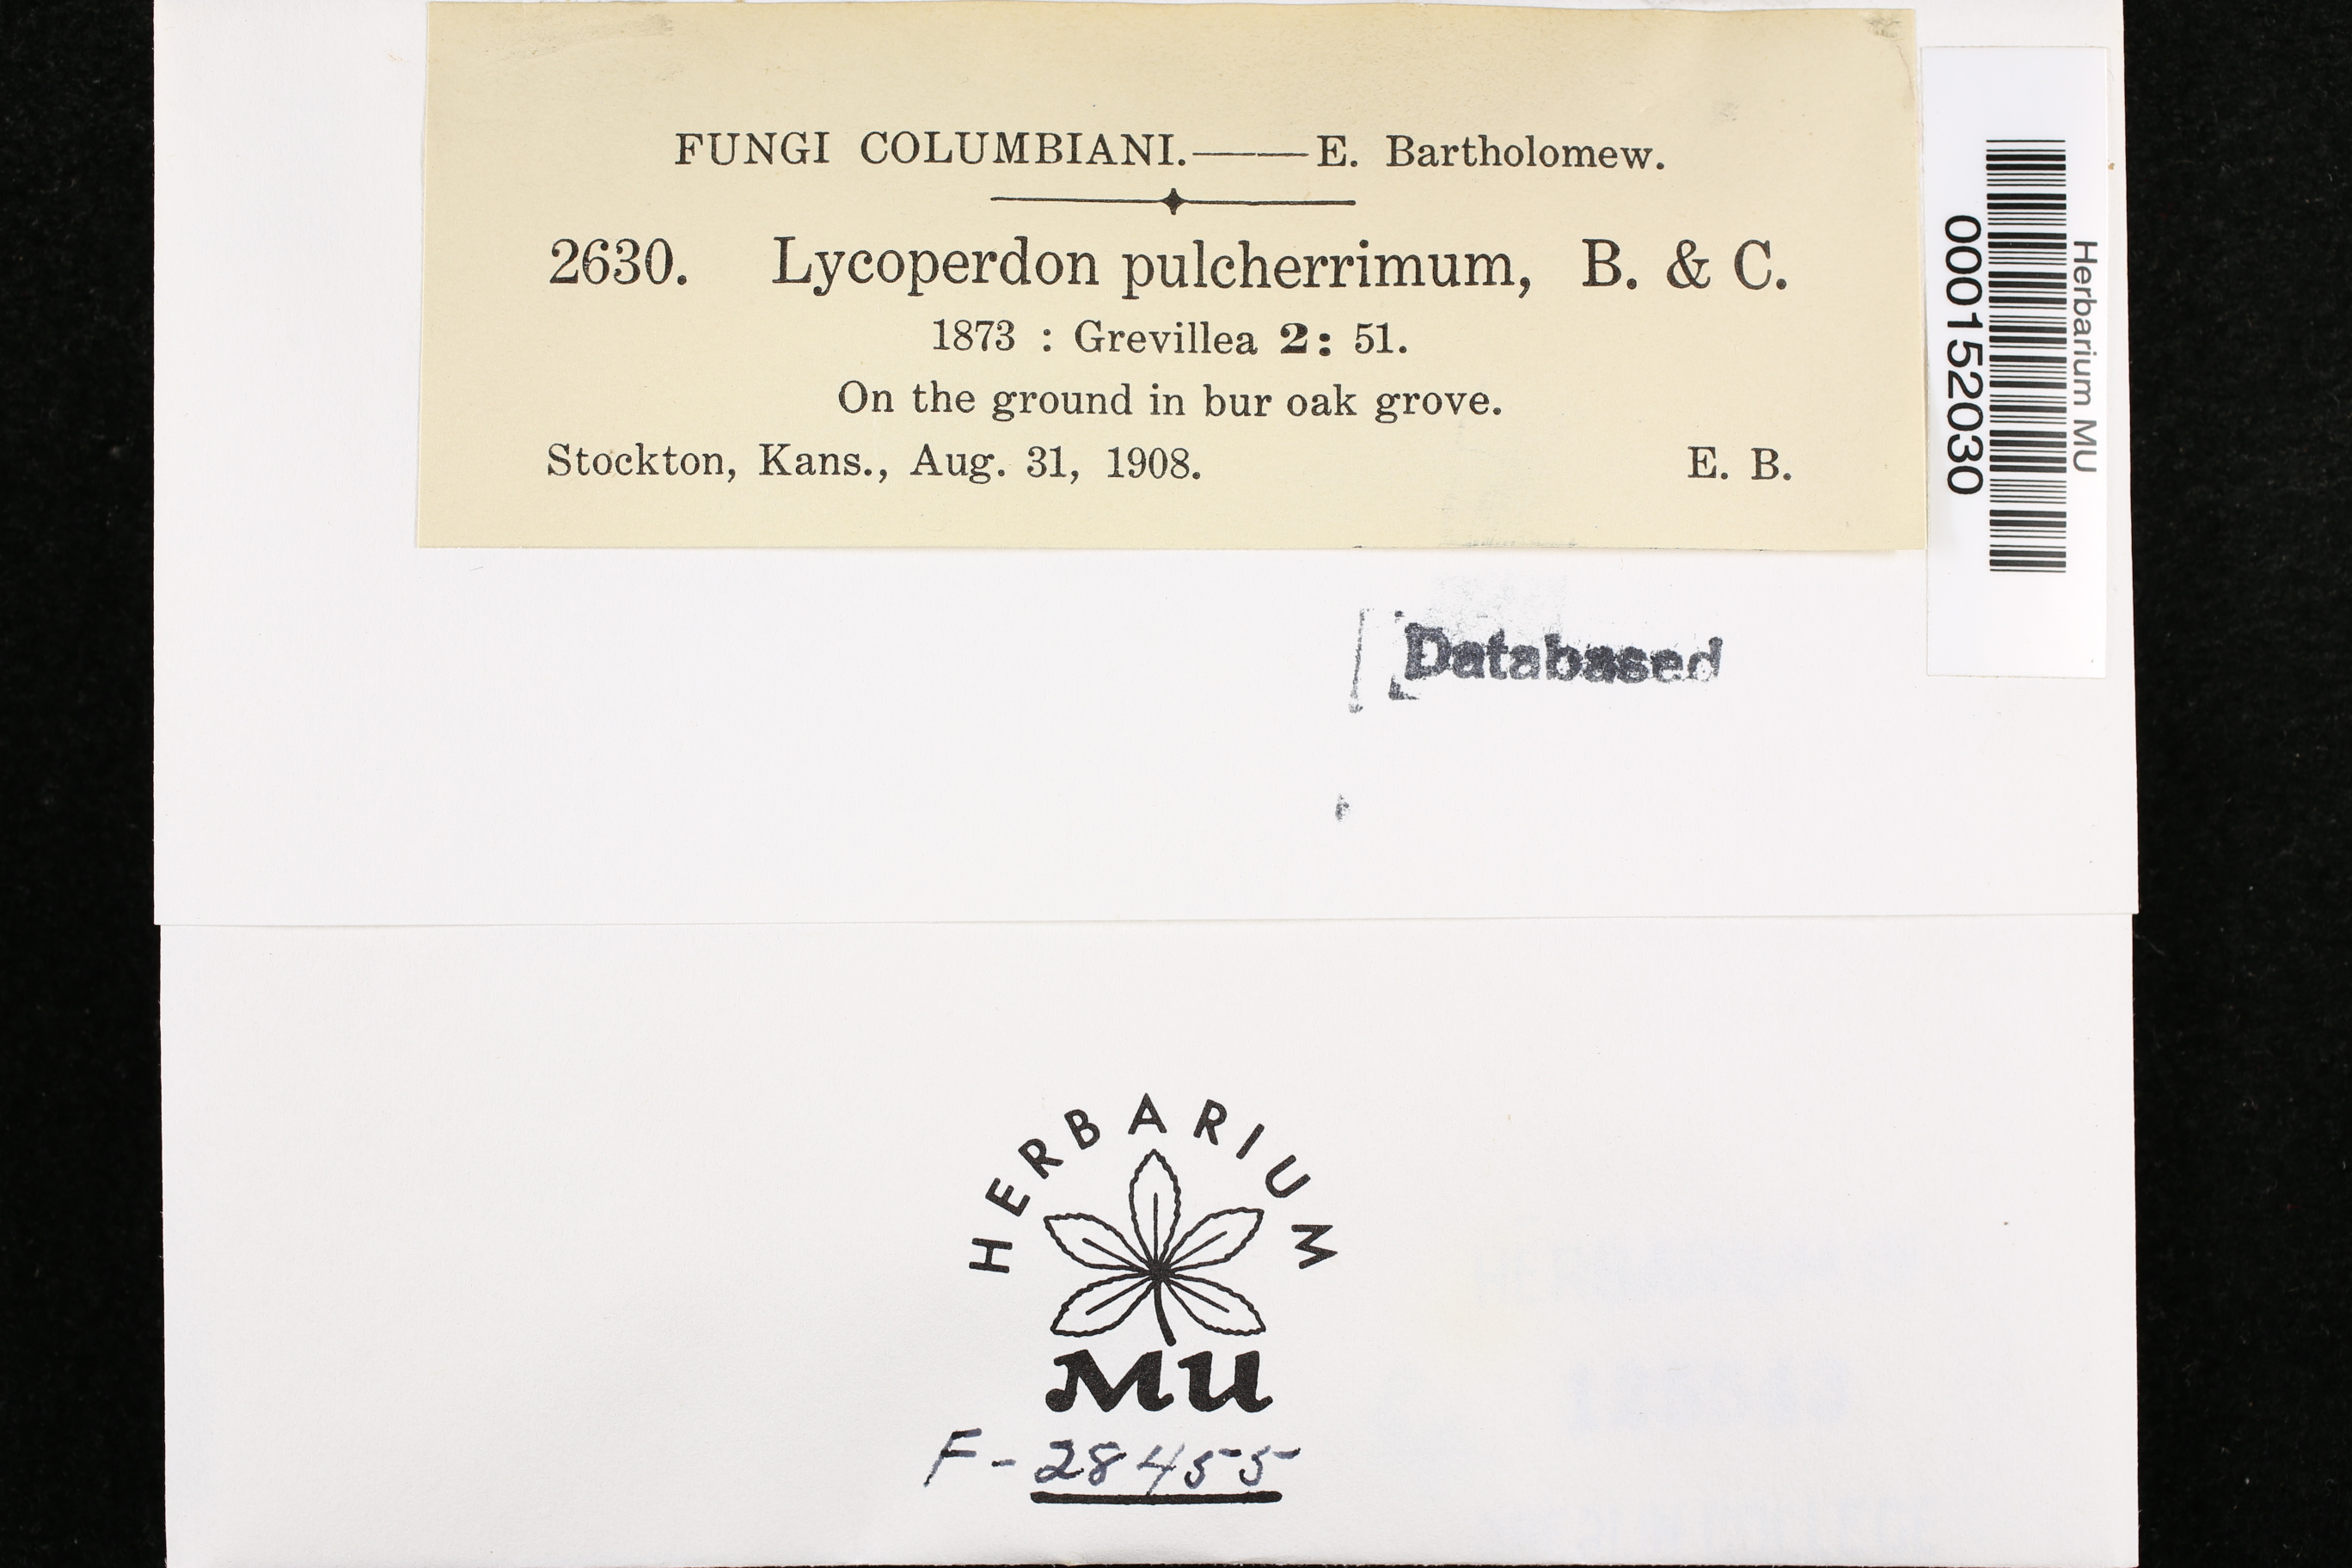 FUNGI COLUMBIANI.——E. Bartholomew.
2630. Lycoperdon pulcherrimum, B. & C.
1873 : Grevillea 2: 51.
On the ground in bur oak grove.
Stockton, Kans., Aug. 31, 1908. E. B.
Herbarium MU
000152030
Databased
HERBARIUM
MU
F-28455